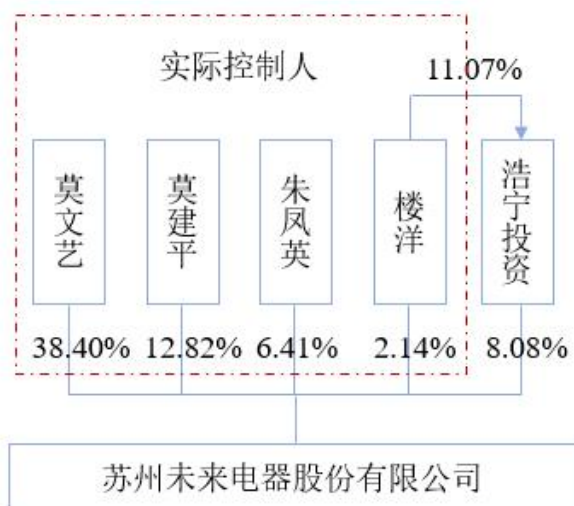 实际控制人
11.07%
莫文艺
莫建平
朱凤英
楼洋
浩宁投资
38.40%
12.82%
6.41%
2.14%
8.08%
苏州未来电器股份有限公司